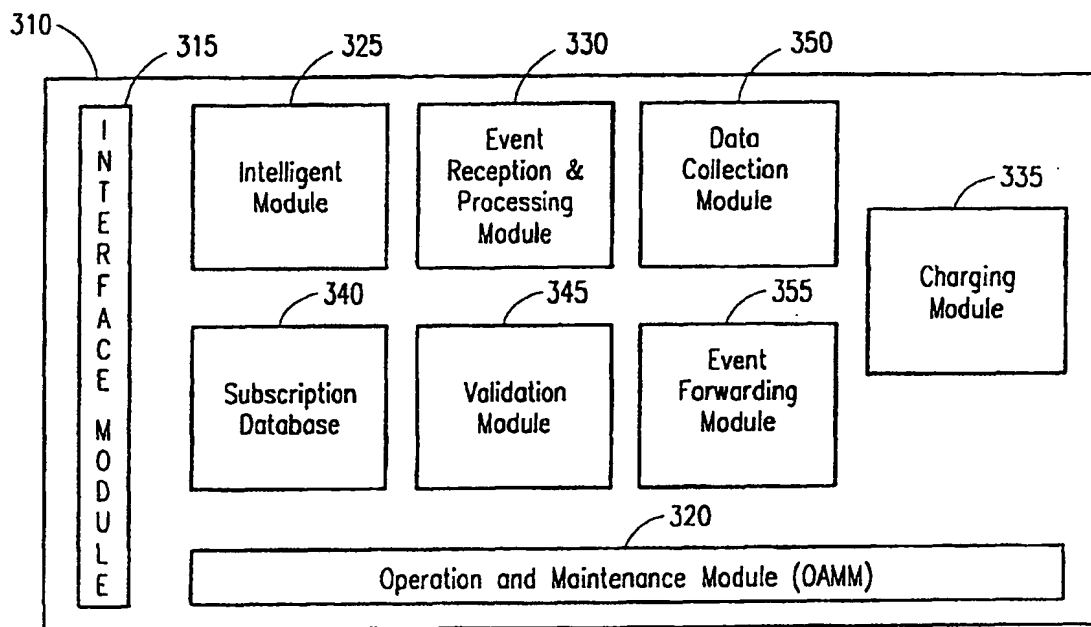 310
315
325
330
350
INTERFACE MODULE
Intelligent
Module
Event
Reception &
Processing
Module
Data
Collection
Module
335
Charging
Module
340
345
355
Subscription
Database
Validation
Module
Event
Forwarding
Module
320
Operation and Maintenance Module (OAMM)